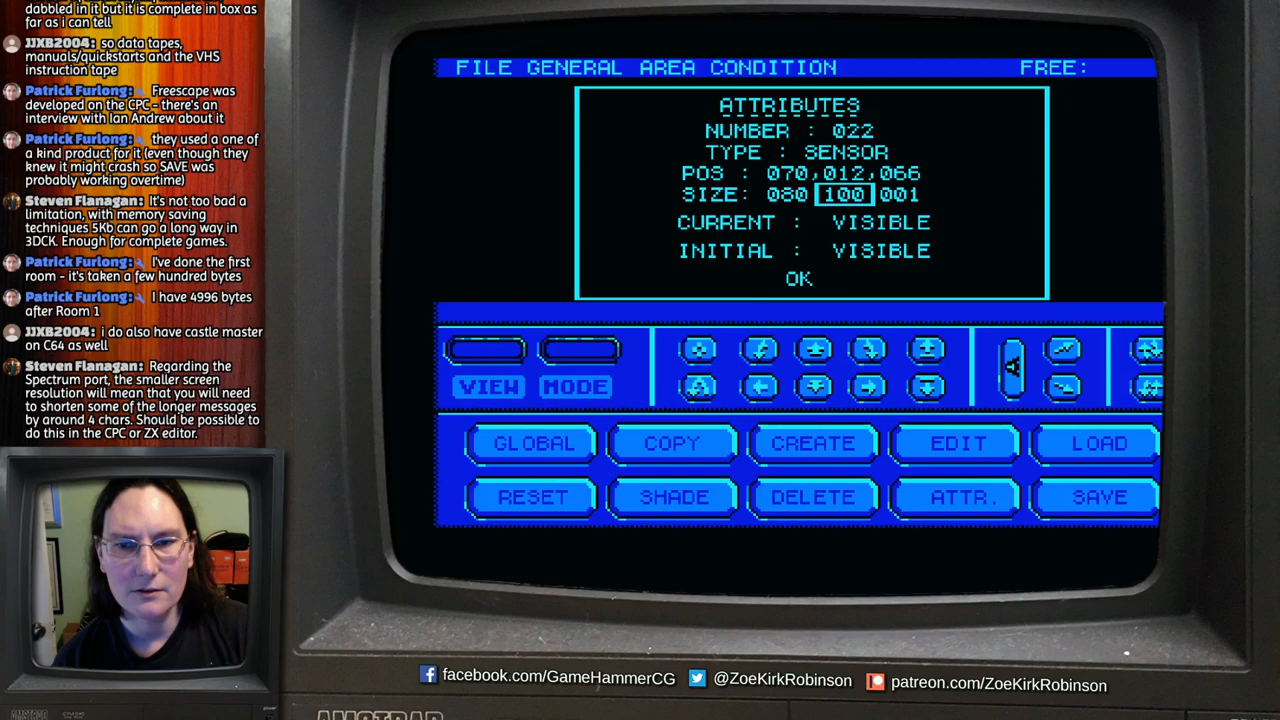 dabbled in it but it is complete in box as
far as i can tell
JJXB2004: so data tapes,
manuals/quickstarts and the VHS
instruction tape
Patrick Furlong: Freescape was
developed on the CPC - there's an
interview with Ian Andrew about it
Patrick Furlong: they used a one of
a kind product for it (even though they
knew it might crash so SAVE was
probably working overtime)
Steven Flanagan: It's not too bad a
limitation, with memory saving
techniques 5Kb can go a long way in
3DCK. Enough for complete games.
Patrick Furlong: I've done the first
room - it's taken a few hundred bytes
Patrick Furlong: I have 4996 bytes
after Room 1
JJXB2004: i do also have castle master
on C64 as well
Steven Flanagan: Regarding the
Spectrum port, the smaller screen
resolution will mean that you will need
to shorten some of the longer messages
by around 4 chars. Should be possible to
do this in the CPC or ZX editor.
FILE GENERAL AREA CONDITION FREE:
ATTRIBUTES
NUMBER : 022
TYPE : SENSOR
POS : 070,012,066
SIZE: 080 100 001
CURRENT : VISIBLE
INITIAL : VISIBLE
OK
VIEW MODE
A
GLOBAL COPY CREATE EDIT LOAD
RESET SHADE DELETE ATTR. SAVE
facebook.com/GameHammerCG @ZoeKirkRobinson patreon.com/ZoeKirkRobinson
AMSTRAD